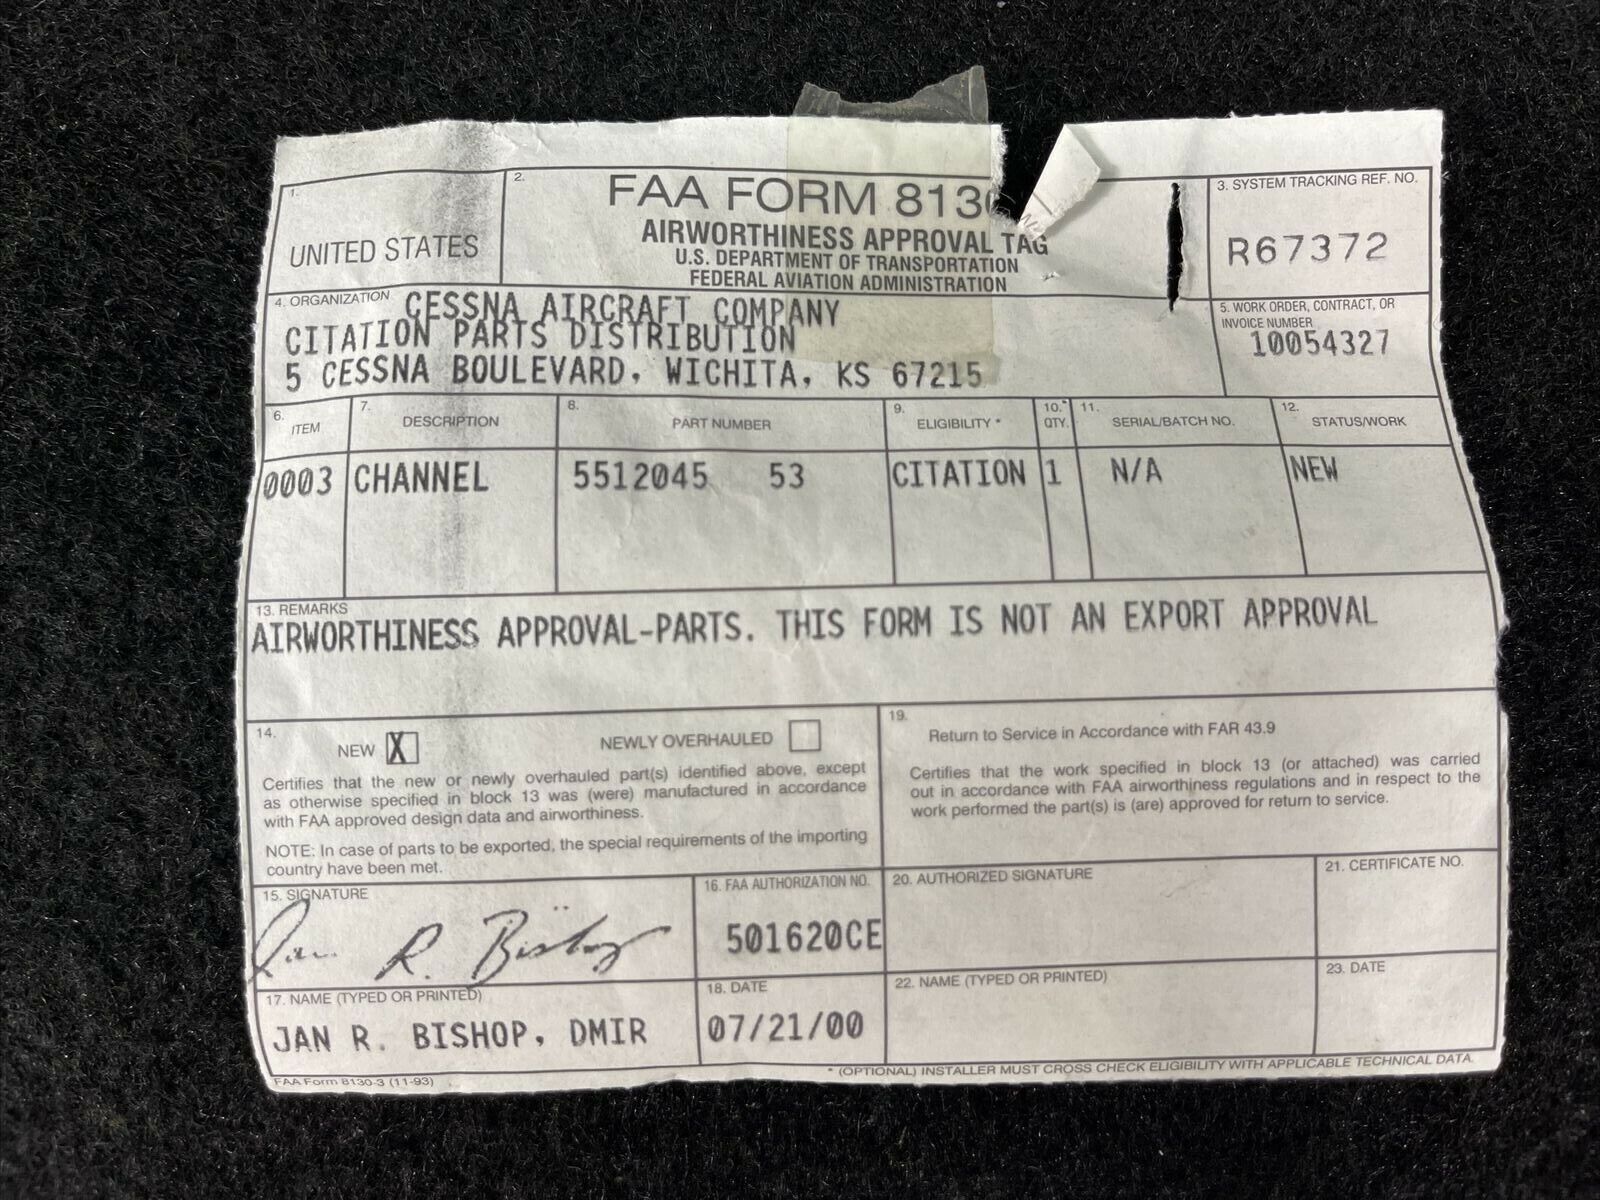 1.
UNITED STATES
2.
FAA FORM 813
AIRWORTHINESS APPROVAL TAG
U.S. DEPARTMENT OF TRANSPORTATION
FEDERAL AVIATION ADMINISTRATION
3. SYSTEM TRACKING REF. NO.
R67372
4. ORGANIZATION CESSNA AIRCRAFT COMPANY
CITATION PARTS DISTRIBUTION
5 CESSNA BOULEVARD, WICHITA, KS 67215
5. WORK ORDER, CONTRACT, OR
INVOICE NUMBER
10054327
6. ITEM 7. DESCRIPTION 8. PART NUMBER 9. ELIGIBILITY * 10.* QTY. 11. SERIAL/BATCH NO. 12. STATUS/WORK
0003 CHANNEL 5512045 53 CITATION 1 N/A NEW
13. REMARKS
AIRWORTHINESS APPROVAL-PARTS. THIS FORM IS NOT AN EXPORT APPROVAL
14.
NEW X NEWLY OVERHAULED
Certifies that the new or newly overhauled part(s) identified above, except
as otherwise specified in block 13 was (were) manufactured in accordance
with FAA approved design data and airworthiness.
NOTE: In case of parts to be exported, the special requirements of the importing
country have been met.
15. SIGNATURE
Jan R. Bishop
16. FAA AUTHORIZATION NO.
501620CE
17. NAME (TYPED OR PRINTED)
JAN R. BISHOP, DMIR
18. DATE
07/21/00
19.
Return to Service in Accordance with FAR 43.9
Certifies that the work specified in block 13 (or attached) was carried
out in accordance with FAA airworthiness regulations and in respect to the
work performed the part(s) is (are) approved for return to service.
20. AUTHORIZED SIGNATURE
21. CERTIFICATE NO.
22. NAME (TYPED OR PRINTED)
23. DATE
FAA Form 8130-3 (11-93)
* (OPTIONAL) INSTALLER MUST CROSS CHECK ELIGIBILITY WITH APPLICABLE TECHNICAL DATA.